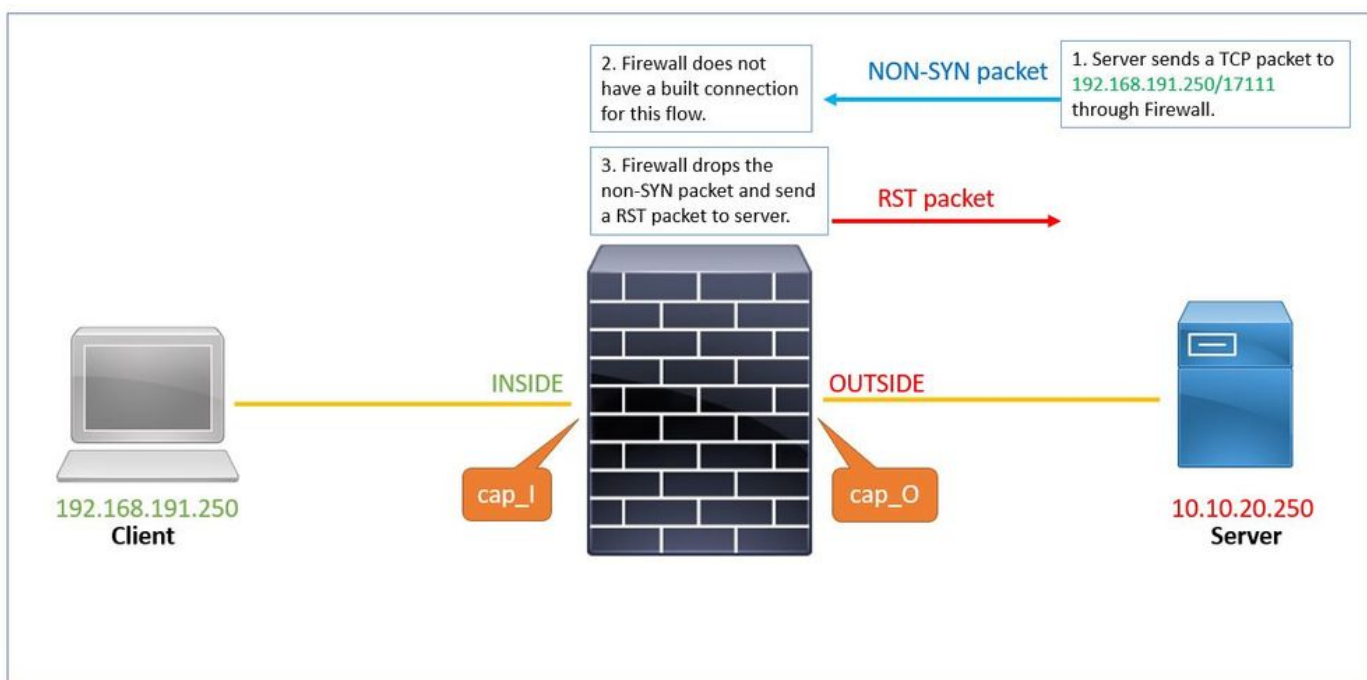 2. Firewall does not
have a built connection
for this flow.
NON-SYN packet
1. Server sends a TCP packet to
192.168.191.250/17111
through Firewall.
3. Firewall drops the
non-SYN packet and send
a RST packet to server.
RST packet
INSIDE
OUTSIDE
cap_I
cap_O
192.168.191.250
Client
10.10.20.250
Server